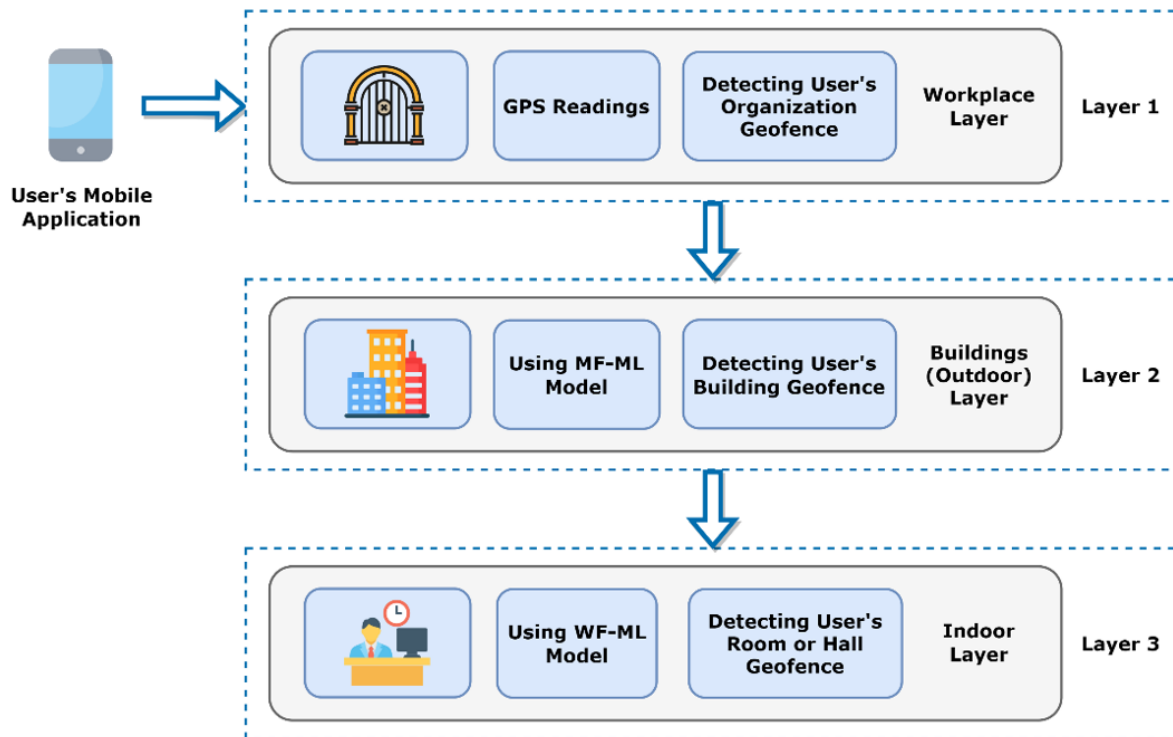 User's Mobile
Application
GPS Readings
Detecting User's
Organization
Geofence
Workplace
Layer
Layer 1
Using MF-ML
Model
Detecting User's
Building Geofence
Buildings
(Outdoor)
Layer
Layer 2
Using WF-ML
Model
Detecting User's
Room or Hall
Geofence
Indoor
Layer
Layer 3